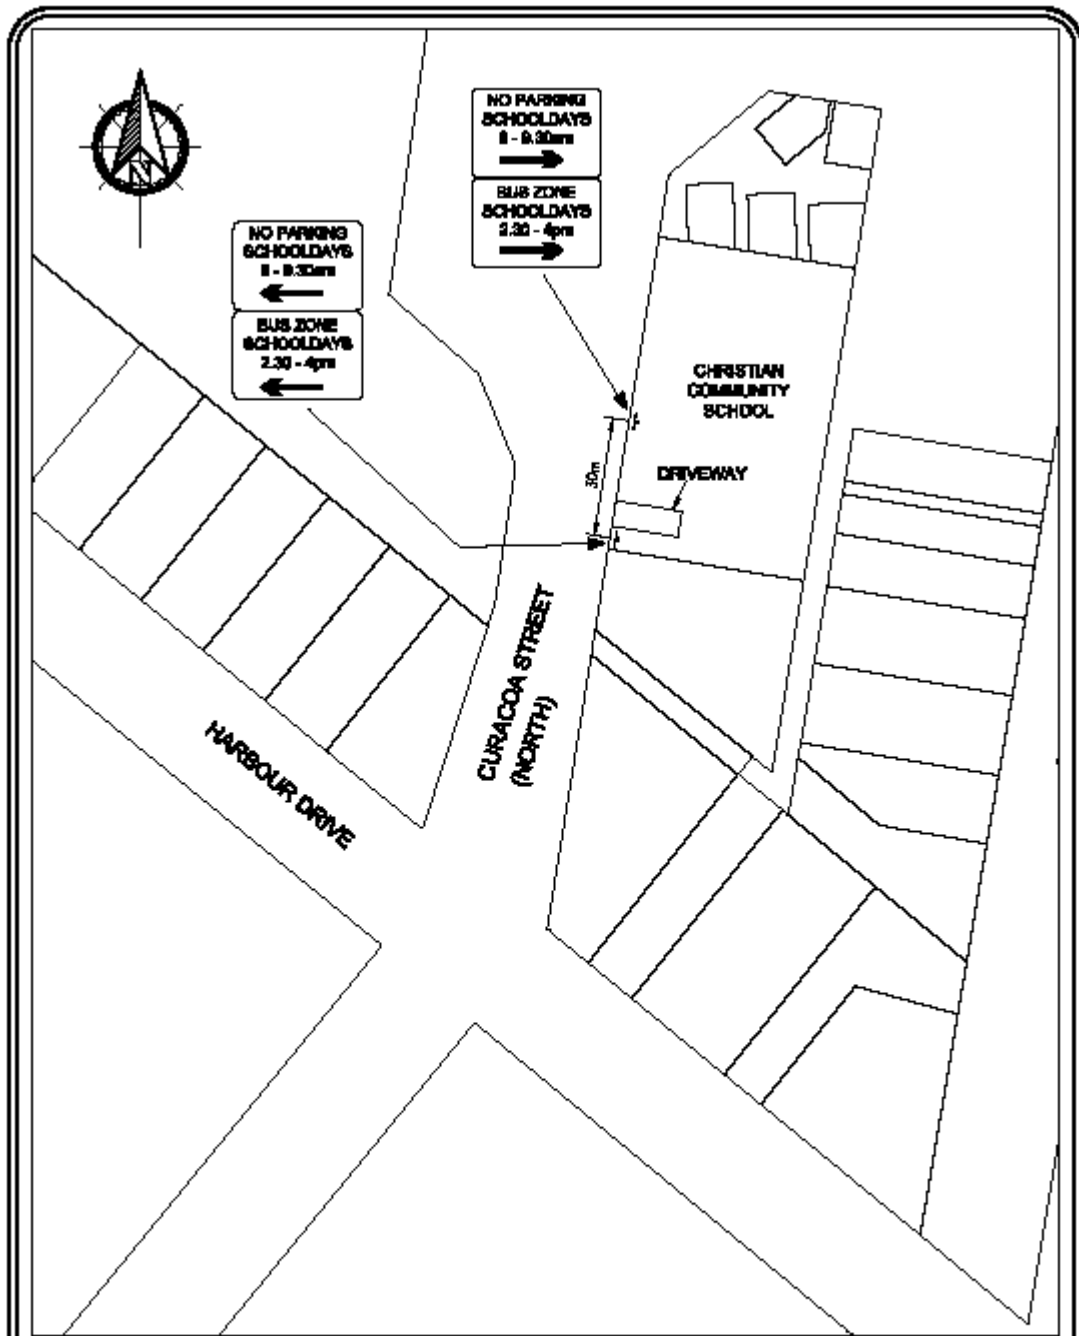 N
NO PARKING
SCHOOLDAYS
8 - 9.30am
BUS ZONE
SCHOOLDAYS
2.30 - 4pm
NO PARKING
SCHOOLDAYS
8 - 9.30am
BUS ZONE
SCHOOLDAYS
2.30 - 4pm
CHRISTIAN
COMMUNITY
SCHOOL
30m
DRIVEWAY
CURACOA STREET
(NORTH)
HARBOUR DRIVE